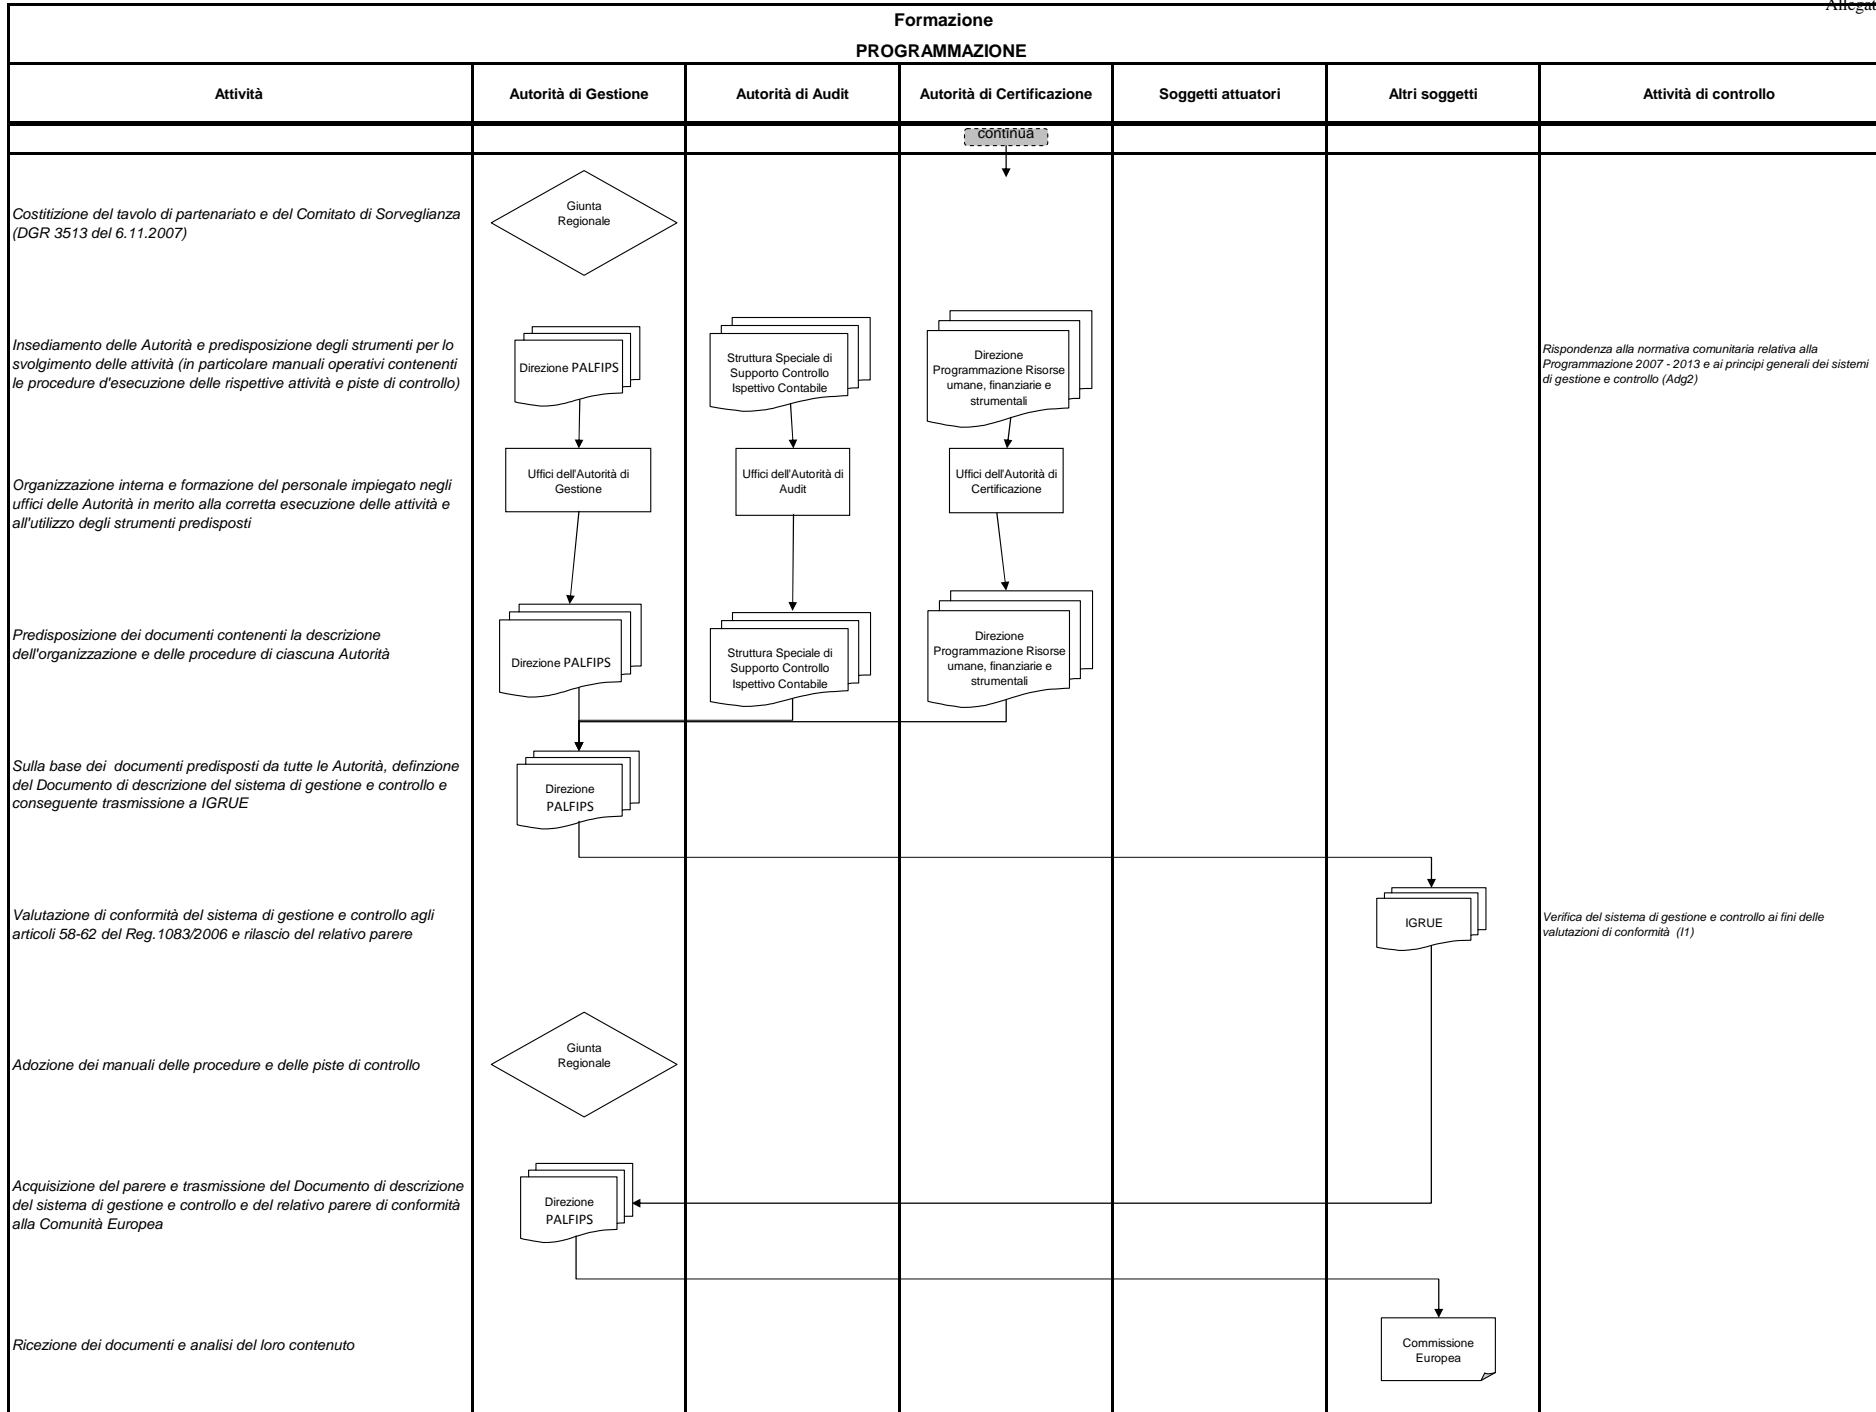 Formazione
PROGRAMMAZIONE
Attività
Autorità di Gestione
Autorità di Audit
Autorità di Certificazione
Soggetti attuatori
Altri soggetti
Attività di controllo
continua
Costitizione del tavolo di partenariato e del Comitato di Sorveglianza
(DGR 3513 del 6.11.2007)
Giunta
Regionale
Insediamento delle Autorità e predisposizione degli strumenti per lo
svolgimento delle attività (in particolare manuali operativi contenenti
le procedure d'esecuzione delle rispettive attività e piste di controllo)
Direzione PALFIPS
Struttura Speciale di
Supporto Controllo
Ispettivo Contabile
Direzione
Programmazione Risorse
umane, finanziarie e
strumentali
Rispondenza alla normativa comunitaria relativa alla
Programmazione 2007 - 2013 e ai principi generali dei sistemi
di gestione e controllo (Adg2)
Organizzazione interna e formazione del personale impiegato negli
uffici delle Autorità in merito alla corretta esecuzione delle attività e
all'utilizzo degli strumenti predisposti
Uffici dell'Autorità di
Gestione
Uffici dell'Autorità di
Audit
Uffici dell'Autorità di
Certificazione
Predisposizione dei documenti contenenti la descrizione
dell'organizzazione e delle procedure di ciascuna Autorità
Direzione PALFIPS
Struttura Speciale di
Supporto Controllo
Ispettivo Contabile
Direzione
Programmazione Risorse
umane, finanziarie e
strumentali
Sulla base dei  documenti predisposti da tutte le Autorità, definzione
del Documento di descrizione del sistema di gestione e controllo e
conseguente trasmissione a IGRUE
Direzione
PALFIPS
Valutazione di conformità del sistema di gestione e controllo agli
articoli 58-62 del Reg.1083/2006 e rilascio del relativo parere
IGRUE
Verifica del sistema di gestione e controllo ai fini delle
valutazioni di conformità  (I1)
Adozione dei manuali delle procedure e delle piste di controllo
Giunta
Regionale
Acquisizione del parere e trasmissione del Documento di descrizione
del sistema di gestione e controllo e del relativo parere di conformità
alla Comunità Europea
Direzione
PALFIPS
Ricezione dei documenti e analisi del loro contenuto
Commissione
Europea